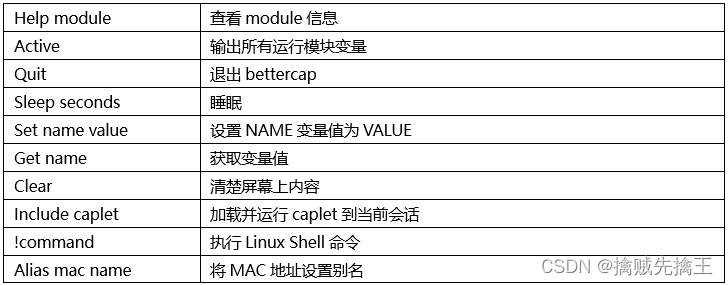 Help module 查看 module 信息
Active 输出所有运行模块变量
Quit 退出 bettercap
Sleep seconds 睡眠
Set name value 设置 NAME 变量值为 VALUE
Get name 获取变量值
Clear 清楚屏幕上内容
Include caplet 加载并运行 caplet 到当前会话
!command 执行 Linux Shell 命令
Alias mac name 将 MAC 地址设置别名
CSDN @擒贼先擒王